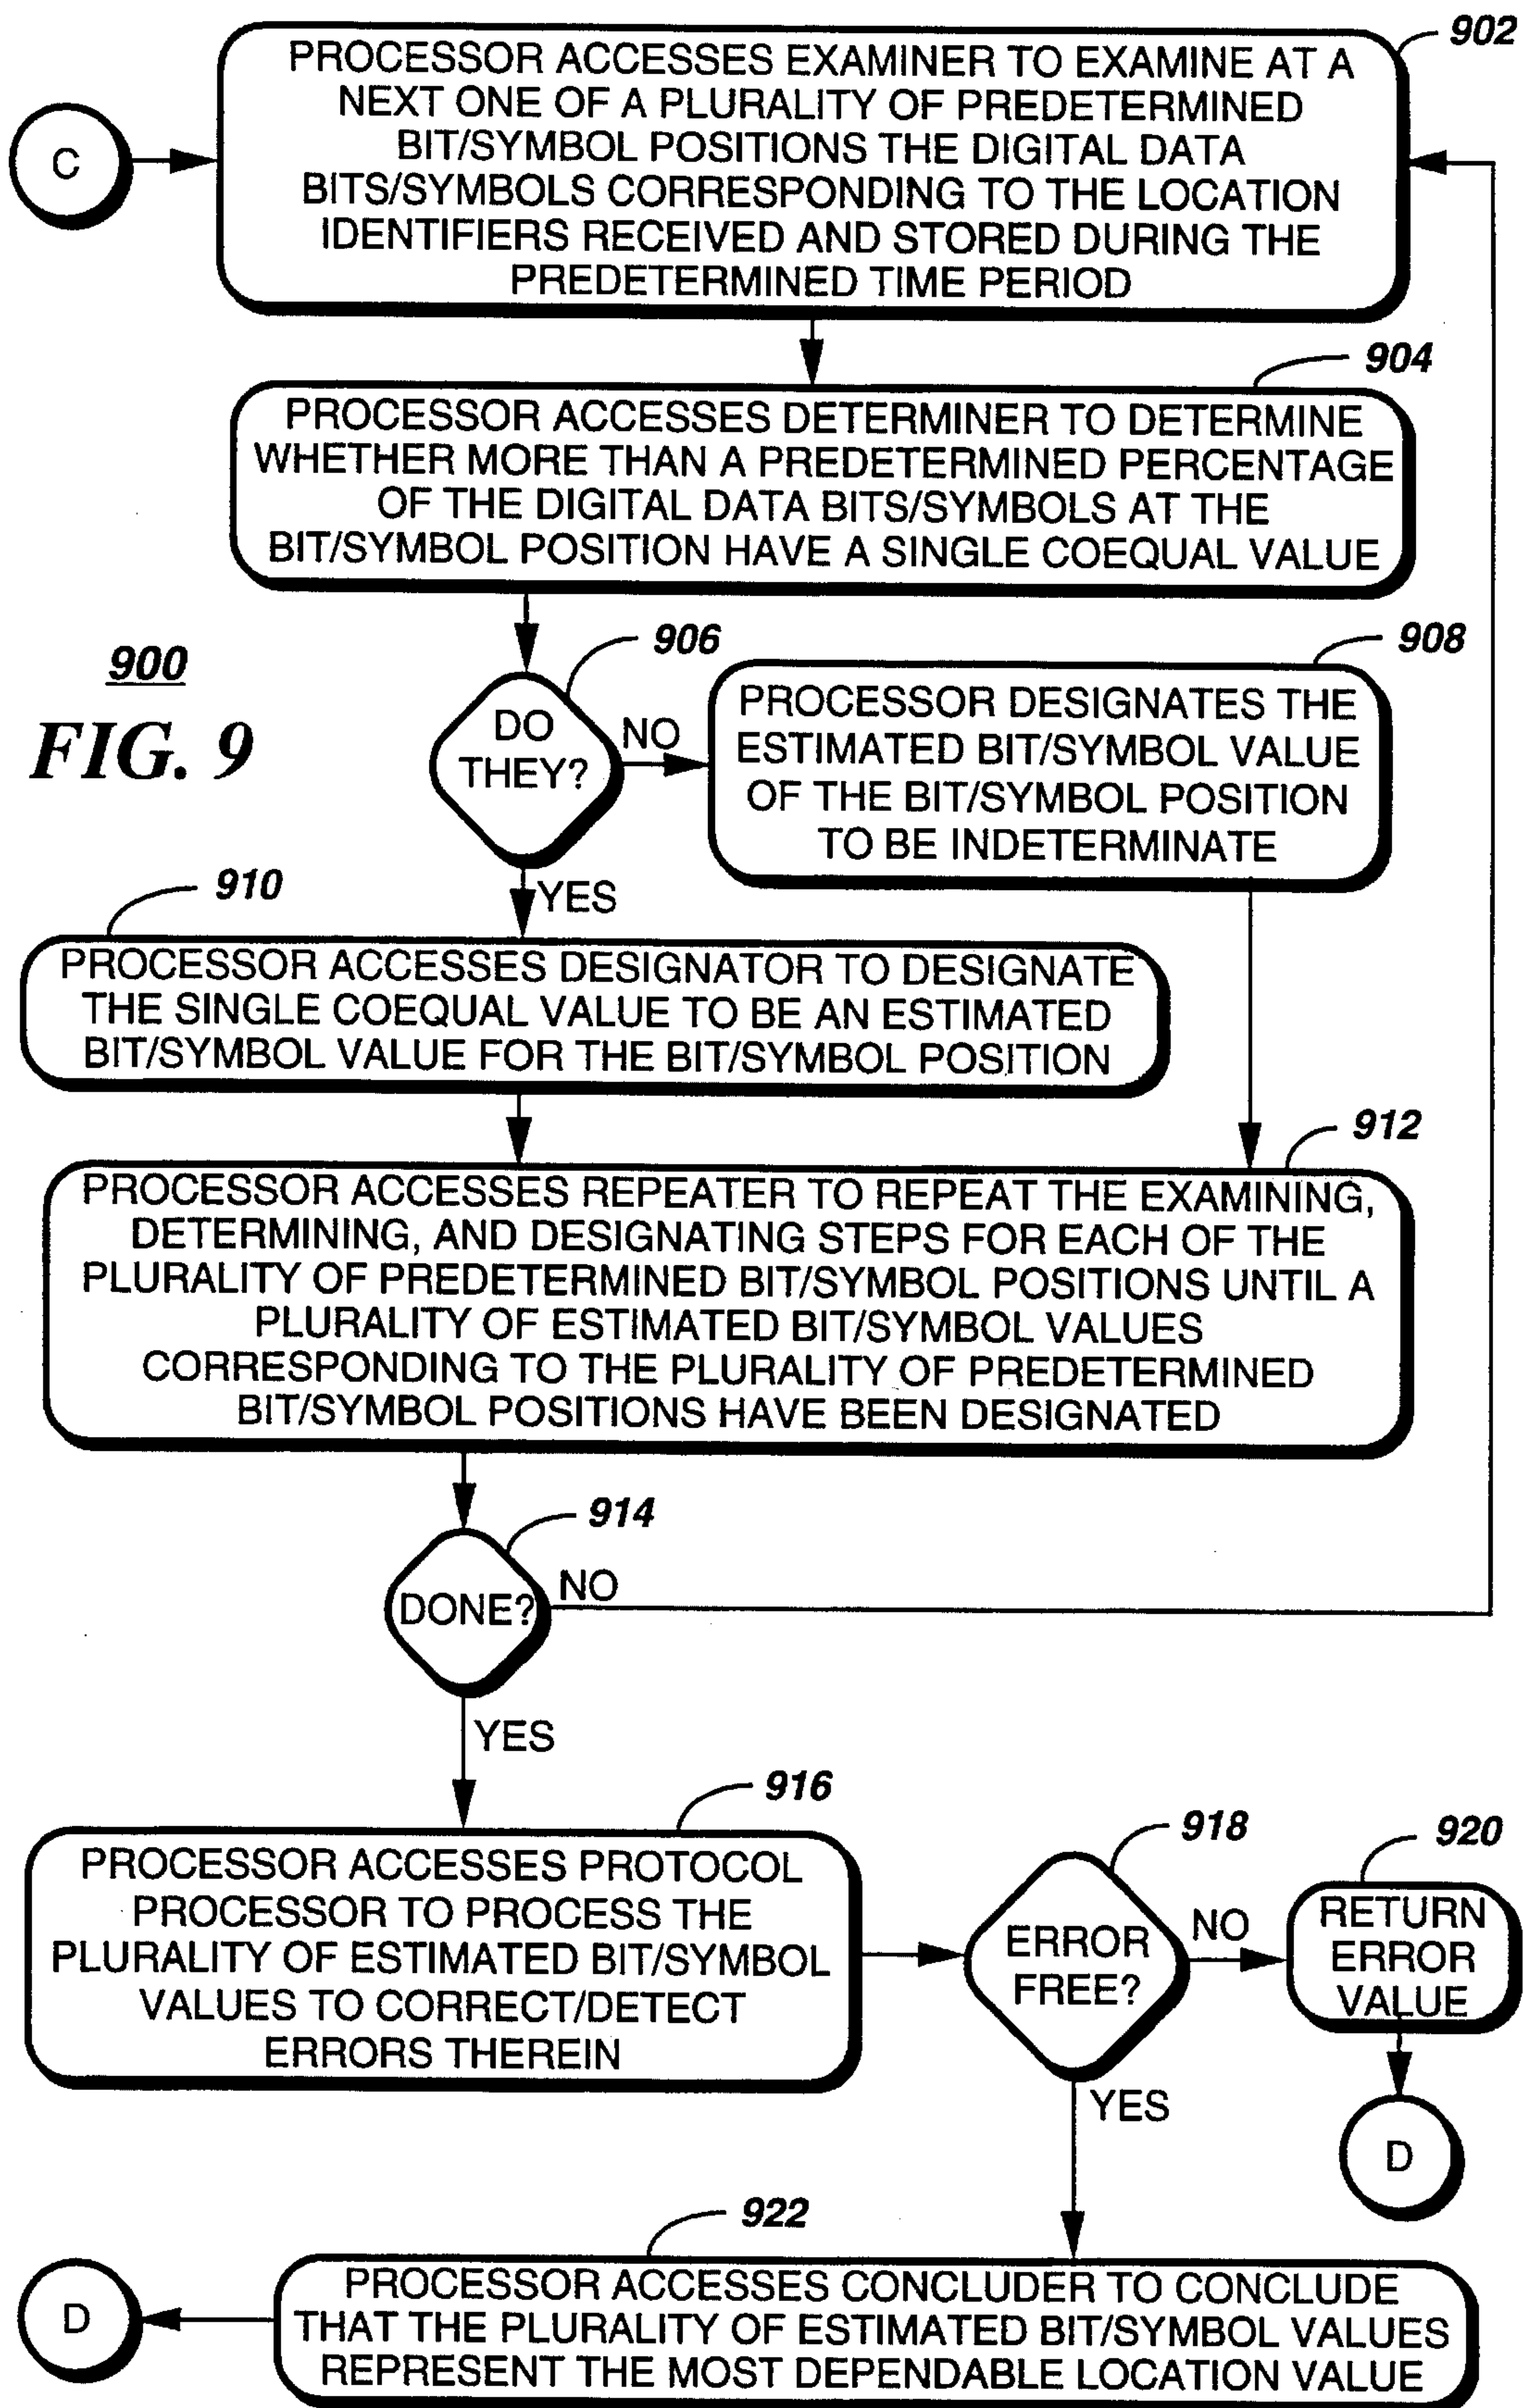 902
PROCESSOR ACCESSES EXAMINER TO EXAMINE AT A
NEXT ONE OF A PLURALITY OF PREDETERMINED
BIT/SYMBOL POSITIONS THE DIGITAL DATA
BITS/SYMBOLS CORRESPONDING TO THE LOCATION
IDENTIFIERS RECEIVED AND STORED DURING THE
PREDETERMINED TIME PERIOD
C
904
PROCESSOR ACCESSES DETERMINER TO DETERMINE
WHETHER MORE THAN A PREDETERMINED PERCENTAGE
OF THE DIGITAL DATA BITS/SYMBOLS AT THE
BIT/SYMBOL POSITION HAVE A SINGLE COEQUAL VALUE
900
FIG. 9
906
DO
THEY?
NO
908
PROCESSOR DESIGNATES THE
ESTIMATED BIT/SYMBOL VALUE
OF THE BIT/SYMBOL POSITION
TO BE INDETERMINATE
YES
910
PROCESSOR ACCESSES DESIGNATOR TO DESIGNATE
THE SINGLE COEQUAL VALUE TO BE AN ESTIMATED
BIT/SYMBOL VALUE FOR THE BIT/SYMBOL POSITION
912
PROCESSOR ACCESSES REPEATER TO REPEAT THE EXAMINING,
DETERMINING, AND DESIGNATING STEPS FOR EACH OF THE
PLURALITY OF PREDETERMINED BIT/SYMBOL POSITIONS UNTIL A
PLURALITY OF ESTIMATED BIT/SYMBOL VALUES
CORRESPONDING TO THE PLURALITY OF PREDETERMINED
BIT/SYMBOL POSITIONS HAVE BEEN DESIGNATED
914
DONE?
NO
YES
916
PROCESSOR ACCESSES PROTOCOL
PROCESSOR TO PROCESS THE
PLURALITY OF ESTIMATED BIT/SYMBOL
VALUES TO CORRECT/DETECT
ERRORS THEREIN
918
ERROR
FREE?
NO
920
RETURN
ERROR
VALUE
D
YES
922
PROCESSOR ACCESSES CONCLUDER TO CONCLUDE
THAT THE PLURALITY OF ESTIMATED BIT/SYMBOL VALUES
REPRESENT THE MOST DEPENDABLE LOCATION VALUE
D